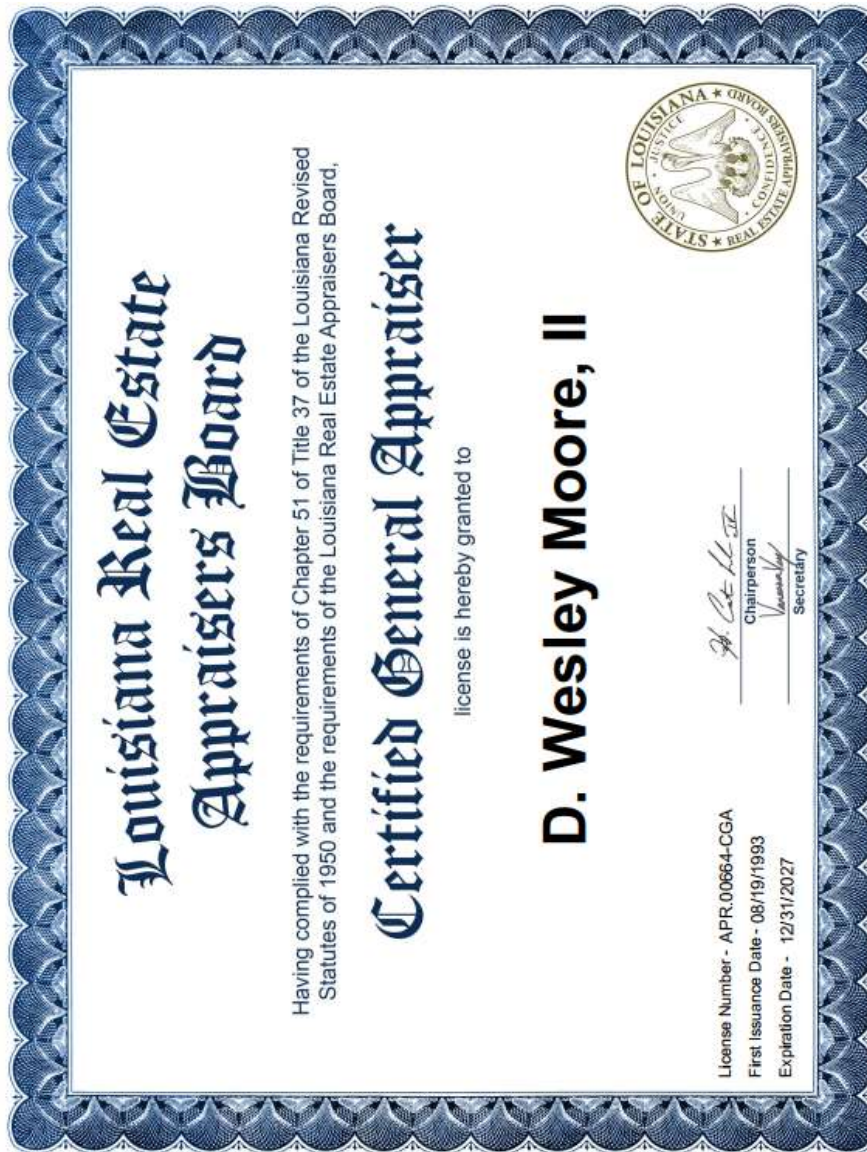 Louisiana Real Estate
Appraisers Board
Having complied with the requirements of Chapter 51 of Title 37 of the Louisiana Revised
Statutes of 1950 and the requirements of the Louisiana Real Estate Appraisers Board,
Certified General Appraiser
license is hereby granted to
D. Wesley Moore, II
License Number - APR.00664-CGA
First Issuance Date - 08/19/1993
Expiration Date - 12/31/2027
Chairperson
Secretary
STATE OF LOUISIANA
REAL ESTATE APPRAISERS BOARD
UNION JUSTICE
CONFIDENCE